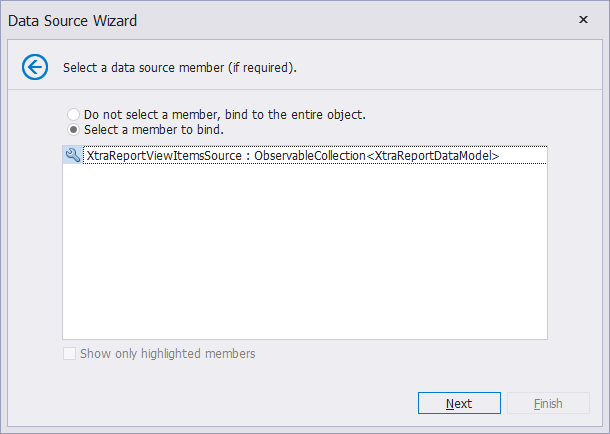 Data Source Wizard
Select a data source member (if required).
Do not select a member, bind to the entire object.
Select a member to bind.
XtraReportViewItemsSource : ObservableCollection<XtraReportDataModel>
Show only highlighted members
Next
Finish